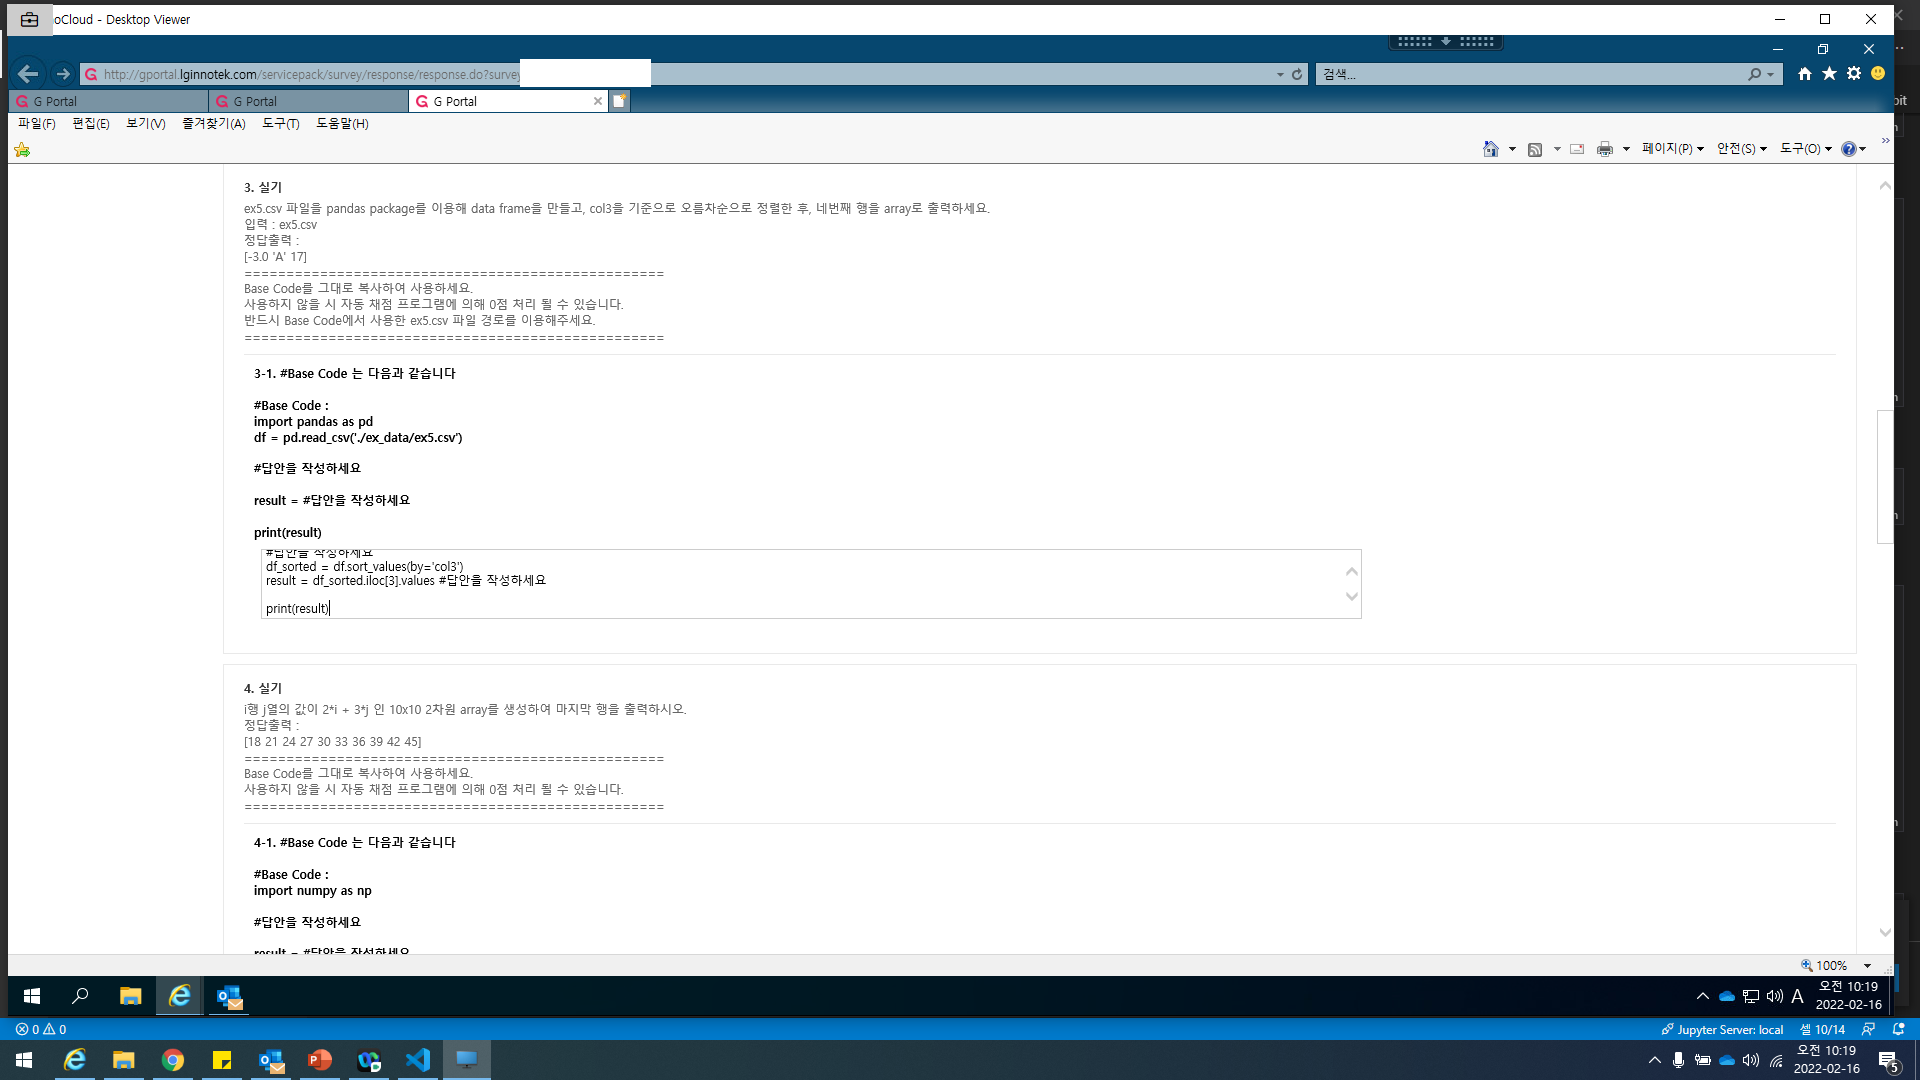 oCloud - Desktop Viewer
http://gportal.lginnotek.com/servicepack/survey/response/response.do?survey
검색...
G Portal
G Portal
G Portal
파일(F) 편집(E) 보기(V) 즐겨찾기(A) 도구(T) 도움말(H)
페이지(P) 안전(S) 도구(O)
3. 실기
ex5.csv 파일을 pandas package를 이용해 data frame을 만들고, col3을 기준으로 오름차순으로 정렬한 후, 네번째 행을 array로 출력하세요.
입력 : ex5.csv
정답출력 :
[-3.0 'A' 17]
==================================================
Base Code를 그대로 복사하여 사용하세요.
사용하지 않을 시 자동 채점 프로그램에 의해 0점 처리 될 수 있습니다.
반드시 Base Code에서 사용한 ex5.csv 파일 경로를 이용해주세요.
==================================================
3-1. #Base Code 는 다음과 같습니다
#Base Code :
import pandas as pd
df = pd.read_csv('./ex_data/ex5.csv')
#답안을 작성하세요
result = #답안을 작성하세요
print(result)
#답안을 작성하세요
df_sorted = df.sort_values(by='col3')
result = df_sorted.iloc[3].values #답안을 작성하세요
print(result)
4. 실기
i행 j열의 값이 2*i + 3*j 인 10x10 2차원 array를 생성하여 마지막 행을 출력하시오.
정답출력 :
[18 21 24 27 30 33 36 39 42 45]
==================================================
Base Code를 그대로 복사하여 사용하세요.
사용하지 않을 시 자동 채점 프로그램에 의해 0점 처리 될 수 있습니다.
==================================================
4-1. #Base Code 는 다음과 같습니다
#Base Code :
import numpy as np
#답안을 작성하세요
result = #답안을 작성하세요
100%
A
오전 10:19
2022-02-16
0 0
Jupyter Server: local 셀 10/14
오전 10:19
2022-02-16
5